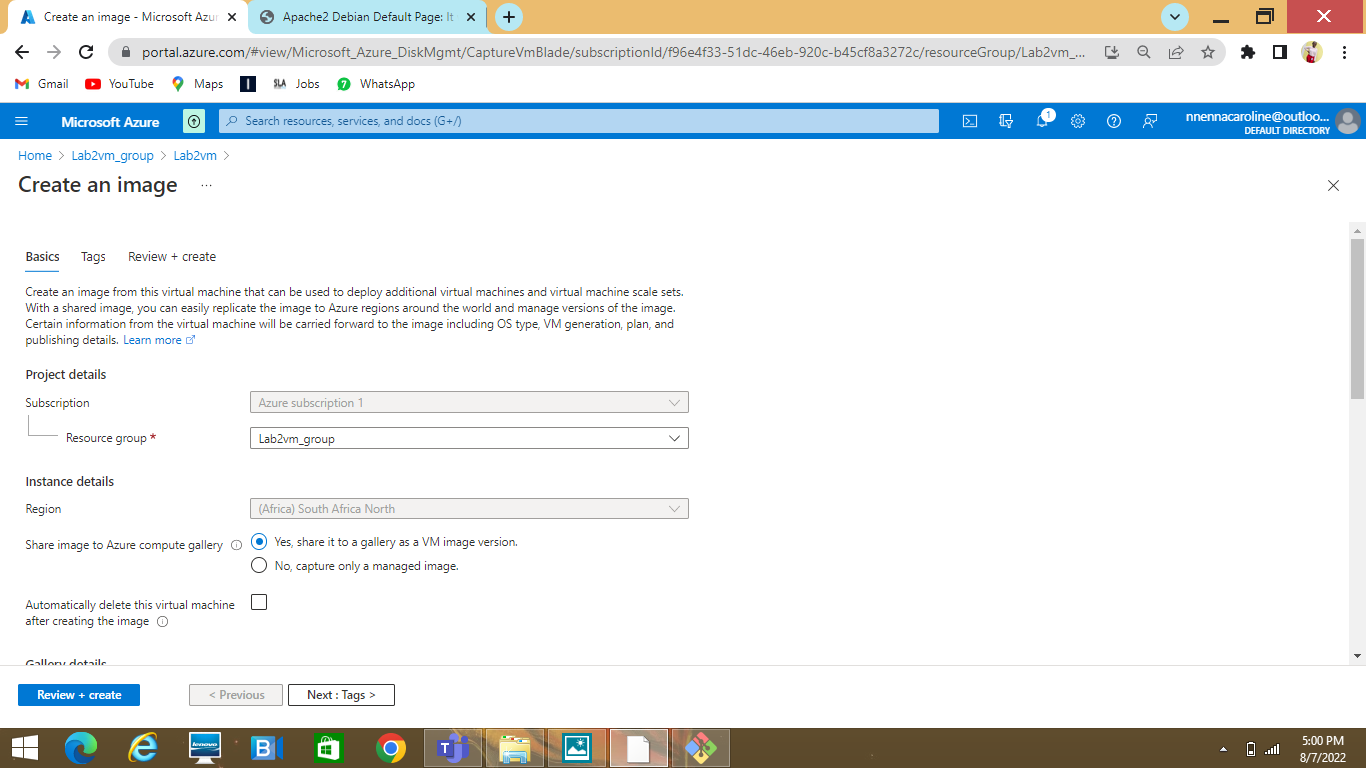 Create an image - Microsoft Azur
Apache2 Debian Default Page: It
portal.azure.com/#view/Microsoft_Azure_DiskMgmt/CaptureVmBlade/subscriptionId/f96e4f33-51dc-46eb-920c-b45cf8a3272c/resourceGroup/Lab2vm_...
Gmail YouTube Maps I SLA Jobs WhatsApp
Microsoft Azure Search resources, services, and docs (G+/) 1 nnennacaroline@outloo...
DEFAULT DIRECTORY
Home > Lab2vm_group > Lab2vm >
Create an image ...
Basics Tags Review + create
Create an image from this virtual machine that can be used to deploy additional virtual machines and virtual machine scale sets.
With a shared image, you can easily replicate the image to Azure regions around the world and manage versions of the image.
Certain information from the virtual machine will be carried forward to the image including OS type, VM generation, plan, and
publishing details. Learn more
Project details
Subscription Azure subscription 1
Resource group * Lab2vm_group
Instance details
Region (Africa) South Africa North
Share image to Azure compute gallery Yes, share it to a gallery as a VM image version.
No, capture only a managed image.
Automatically delete this virtual machine
after creating the image
Gallery details
Review + create < Previous Next : Tags >
lenovo B
5:00 PM
8/7/2022